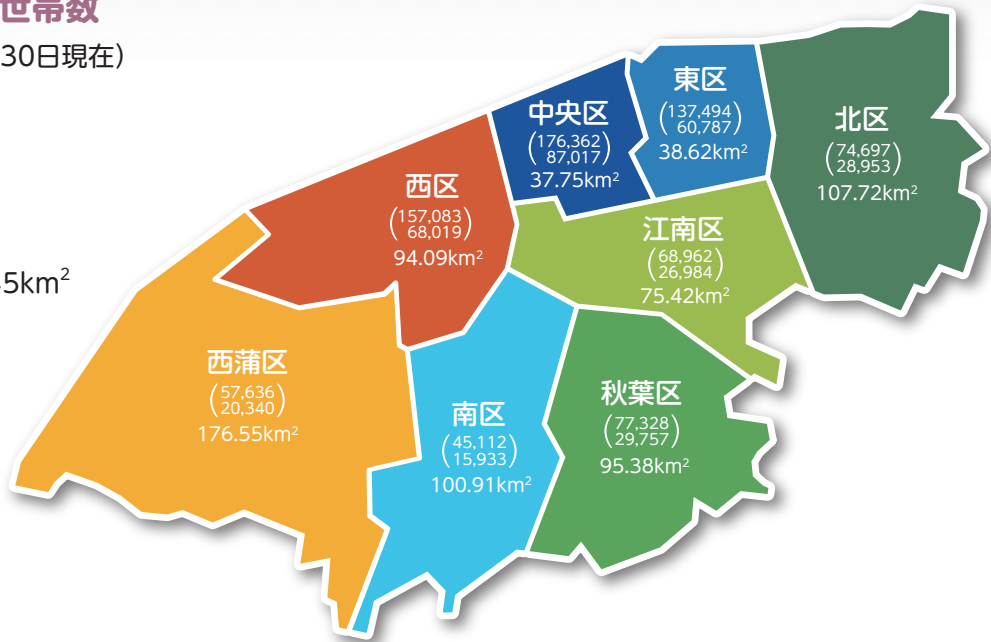 世帯数
30日現在）
5km²
中央区
(176,362
87,017)
37.75km²
東区
(137,494
60,787)
38.62km²
北区
(74,697
28,953)
107.72km²
西区
(157,083
68,019)
94.09km²
江南区
(68,962
26,984)
75.42km²
西蒲区
(57,636
20,340)
176.55km²
南区
(45,112
15,933)
100.91km²
秋葉区
(77,328
29,757)
95.38km²